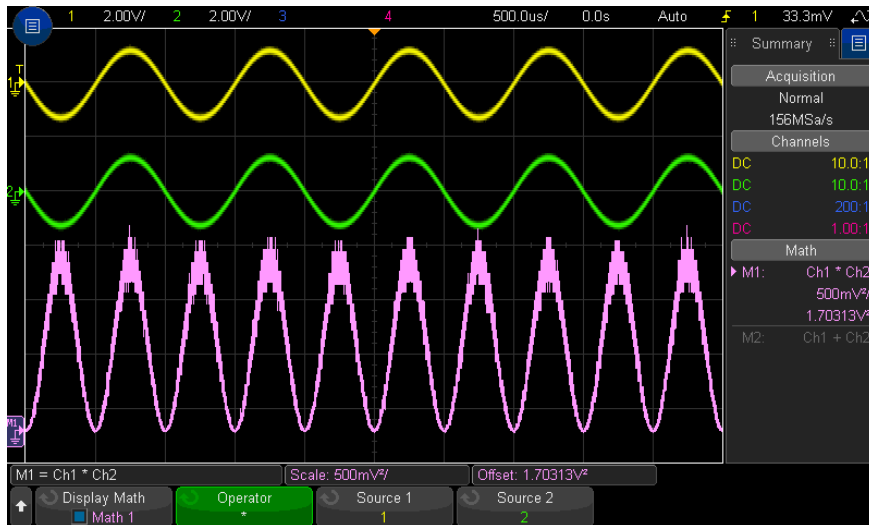 1 2.00V/ 2 2.00V/ 3 4 500.0us/ 0.0s Auto 1 33.3mV
Summary
Acquisition
Normal
156MSa/s
Channels
DC 10.0:1
DC 10.0:1
DC 200:1
DC 1.00:1
Math
M1: Ch1 * Ch2
500mV²/
1.70313V²
M2: Ch1 + Ch2
T
1
2
M1
M1 = Ch1 * Ch2 Scale: 500mV²/ Offset: 1.70313V²
Display Math Operator Source 1 Source 2
Math 1 * 1 2